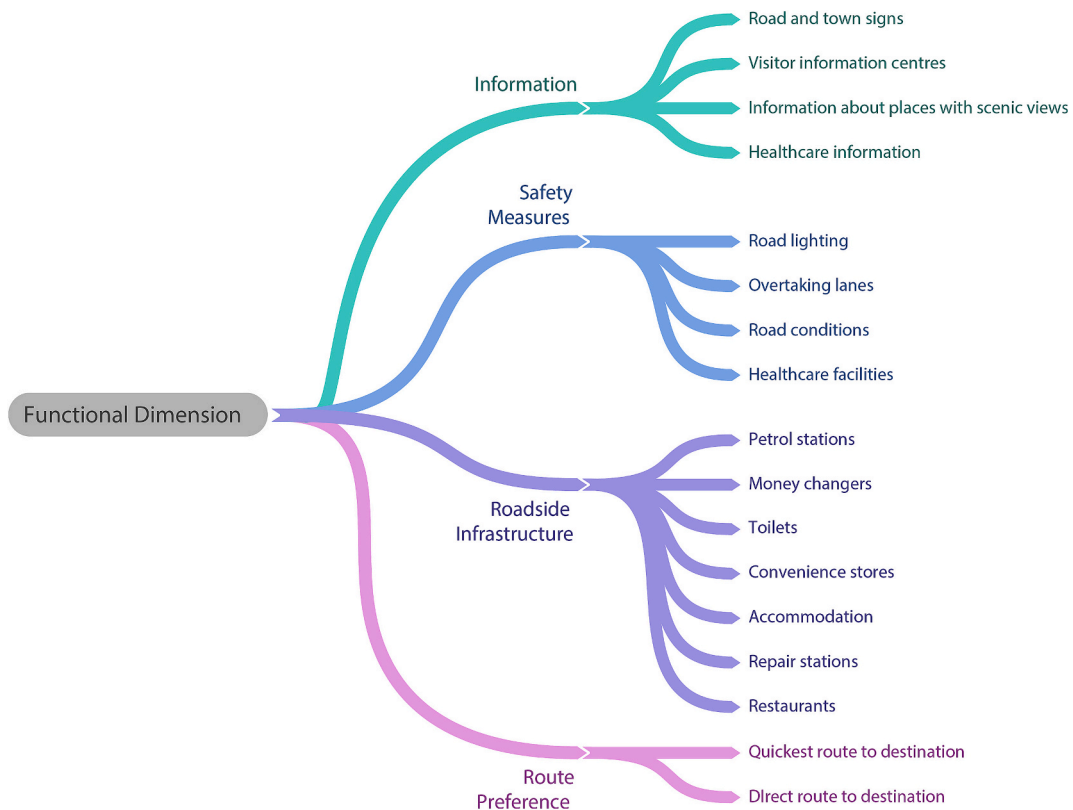 Functional Dimension
Information
Road and town signs
Visitor information centres
Information about places with scenic views
Healthcare information
Safety
Measures
Road lighting
Overtaking lanes
Road conditions
Healthcare facilities
Roadside
Infrastructure
Petrol stations
Money changers
Toilets
Convenience stores
Accommodation
Repair stations
Restaurants
Route
Preference
Quickest route to destination
DIrect route to destination